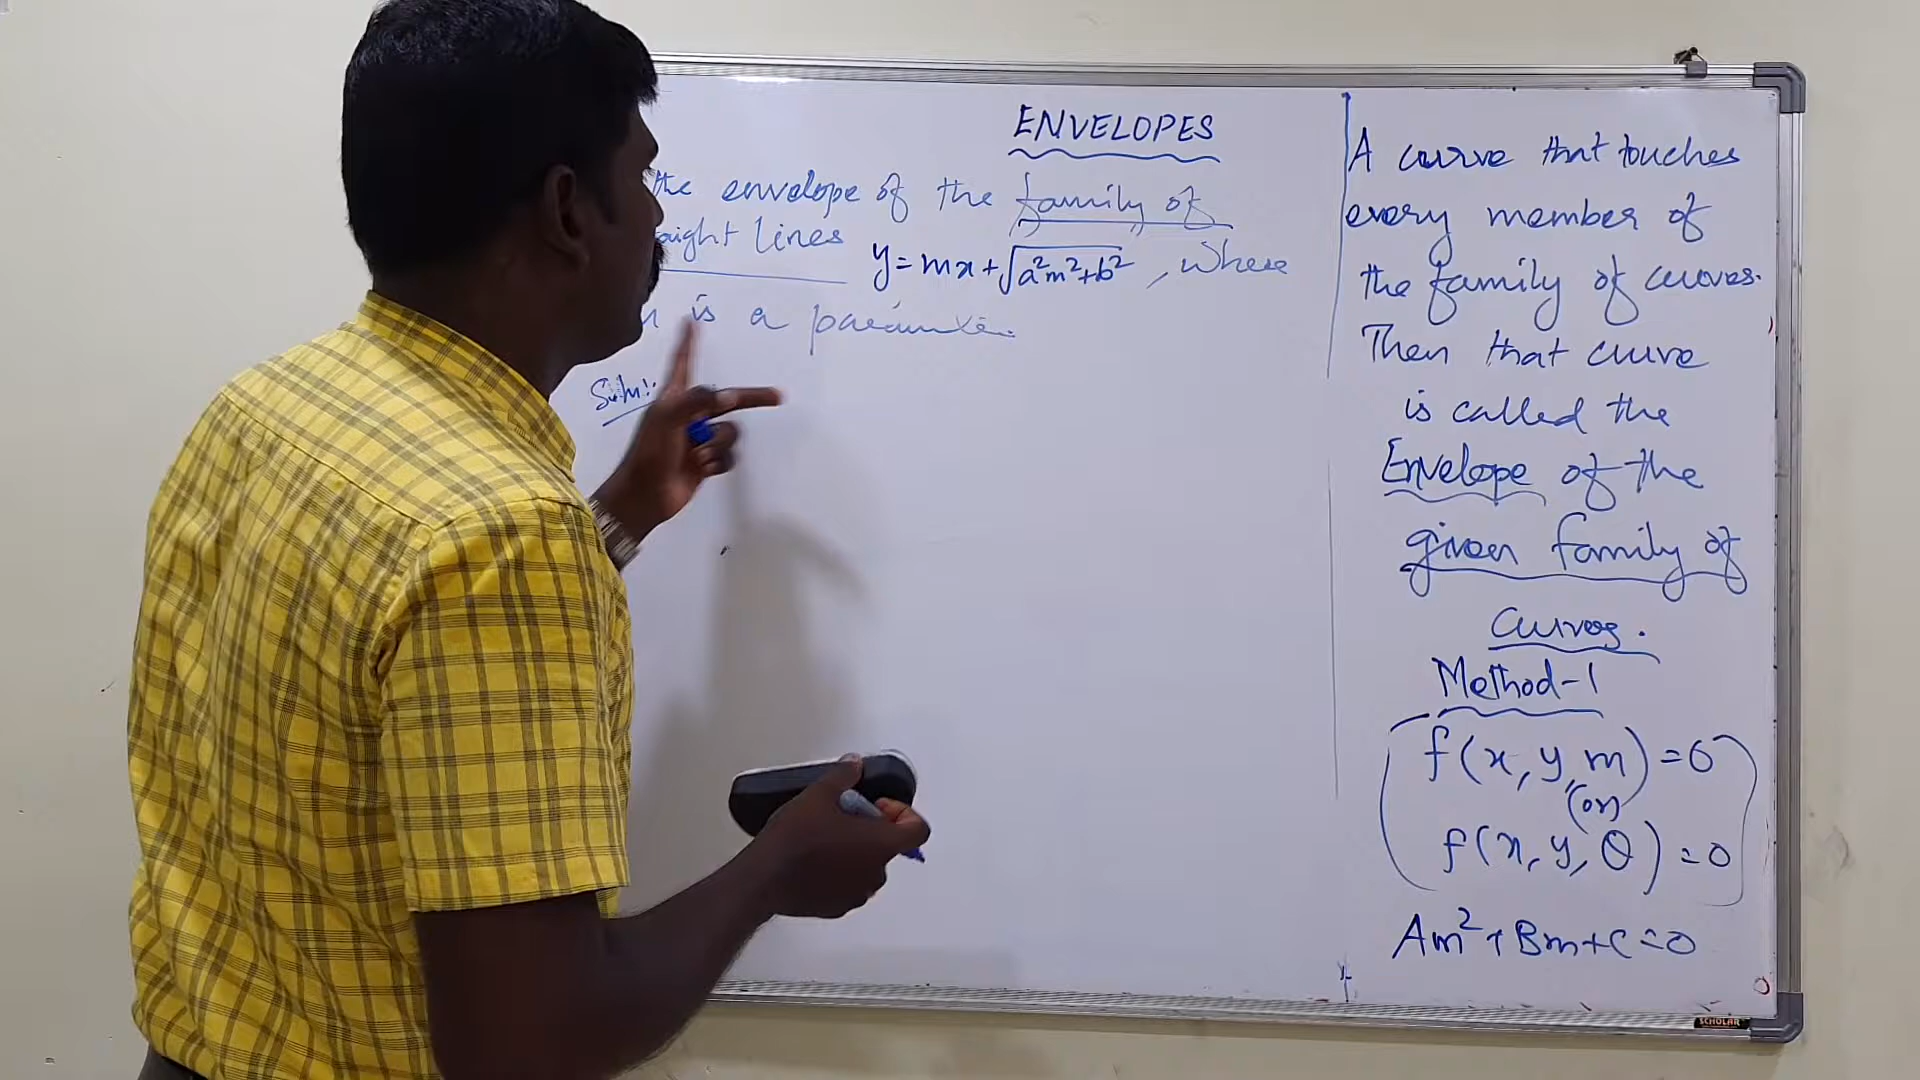 ENVELOPES
the envelope of the family of
aight lines y=mx+√a²m²+b², where
is a parameter.
Soln:
A curve that touches
every member of
the family of curves.
Then that curve
is called the
Envelope of the
given family of
Curves.
Method-1
f(x,y,m)=0
(or)
f(x,y,θ)=0
Am²+Bm+C=0
SCHOLAR